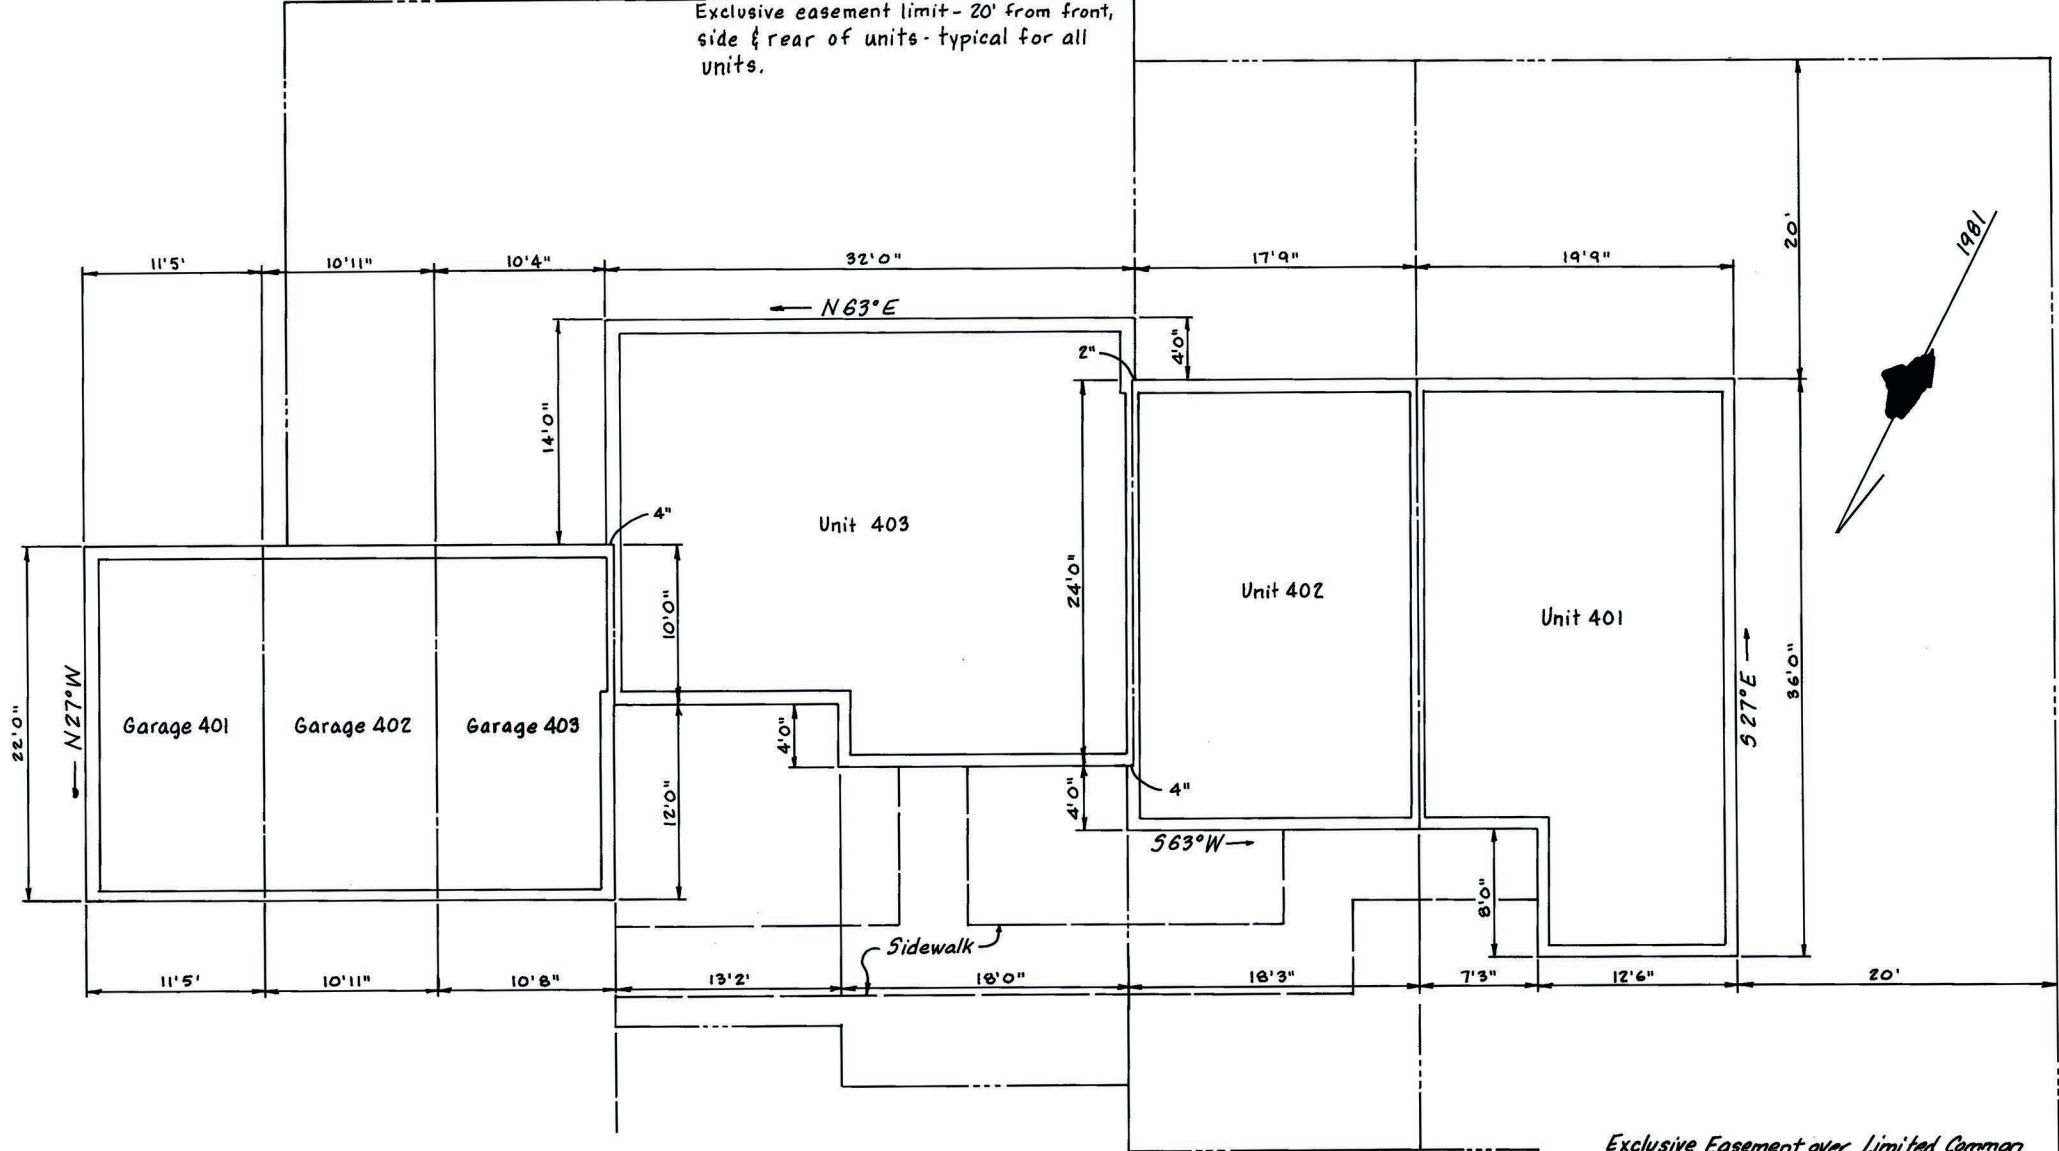 Exclusive easement limit - 20' from front,
side & rear of units - typical for all
units.
1981
20'
11'5'
10'11"
10'4"
32'0"
17'9"
19'9"
N 63° E
4'0"
2"
14'0"
4"
Unit 403
24'0"
10'0"
Unit 402
Unit 401
36'0"
S 27° E
N 27° W
22'0"
Garage 401
Garage 402
Garage 403
4'0"
12'0"
4'0"
4"
S 63° W
8'0"
Sidewalk
11'5'
10'11"
10'8"
13'2'
18'0"
18'3"
7'3"
12'6"
20'
Exclusive Easement over Limited Common